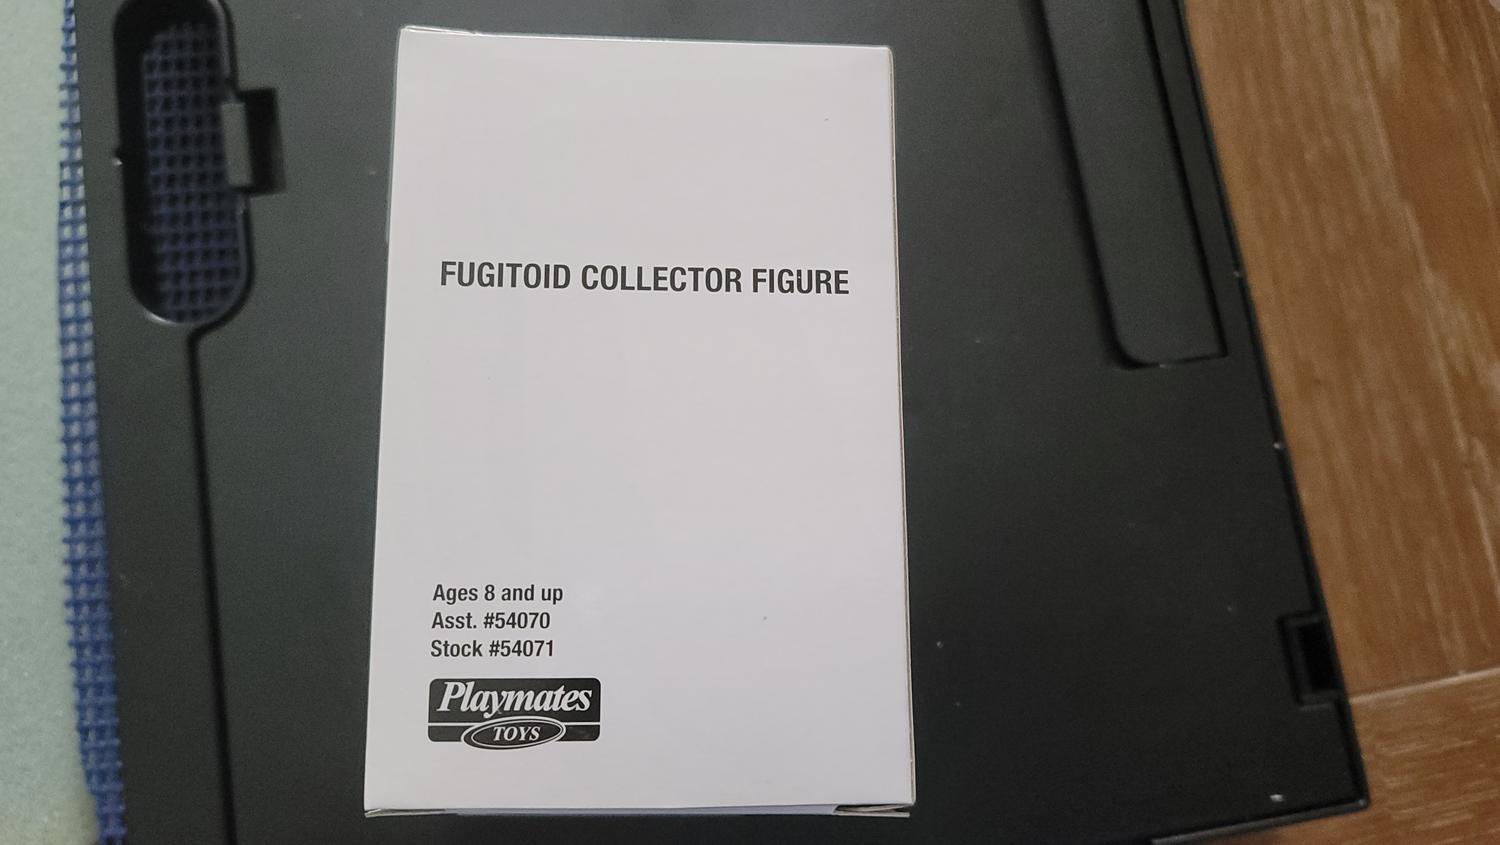 FUGITOID COLLECTOR FIGURE
Ages 8 and up
Asst. #54070
Stock #54071
Playmates
TOYS